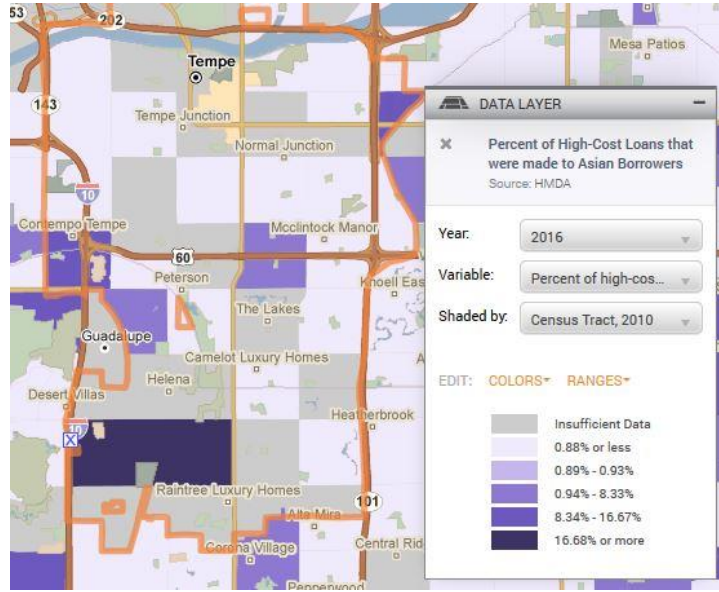 53
202
Mesa Patios
Tempe
143
Tempe Junction
Normal Junction
10
Contempo Tempe
Mcclintock Manor
60
Peterson
Knoell Eas
The Lakes
Guadalupe
Camelot Luxury Homes
Helena
Desert Villas
Heatherbrook
10
X
Raintree Luxury Homes
101
Alta Mira
Corona Village
Central Rid
Pepperwood
DATA LAYER
Percent of High-Cost Loans that
were made to Asian Borrowers
Source: HMDA
Year:
2016
Variable:
Percent of high-cos...
Shaded by:
Census Tract, 2010
EDIT: COLORS RANGES
Insufficient Data
0.88% or less
0.89% - 0.93%
0.94% - 8.33%
8.34% - 16.67%
16.68% or more